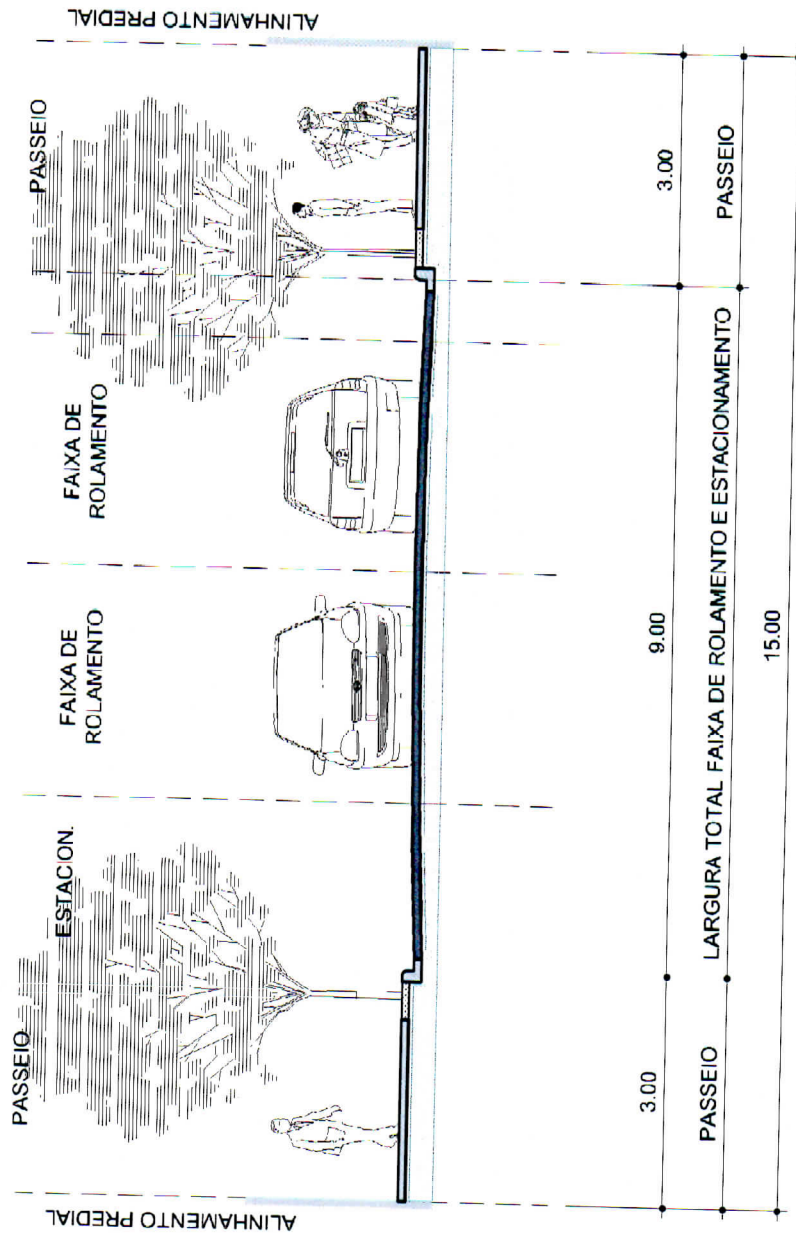 ALINHAMENTO PREDIAL
PASSEIO
ESTACION.
FAIXA DE
ROLAMENTO
FAIXA DE
ROLAMENTO
PASSEIO
ALINHAMENTO PREDIAL
3.00
9.00
3.00
PASSEIO
LARGURA TOTAL FAIXA DE ROLAMENTO E ESTACIONAMENTO
PASSEIO
15.00